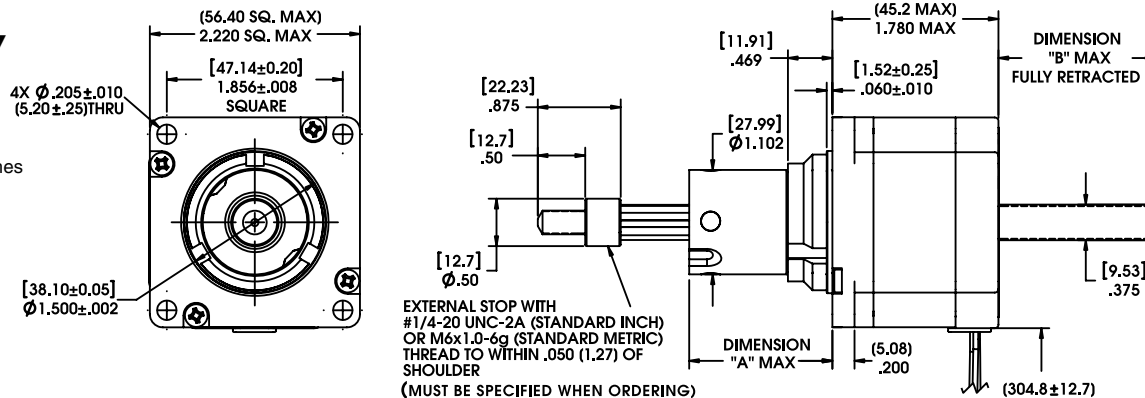 (56.40 SQ. MAX)
2.220 SQ. MAX
[47.14±0.20]
1.856±.008
SQUARE
4X Ø.205±.010
(5.20±.25)THRU
nes
[38.10±0.05]
Ø1.500±.002
(45.2 MAX)
1.780 MAX
DIMENSION
"B" MAX
FULLY RETRACTED
[11.91]
.469
[1.52±0.25]
.060±.010
[22.23]
.875
[12.7]
.50
[27.99]
Ø1.102
[12.7]
Ø.50
[9.53]
.375
EXTERNAL STOP WITH
#1/4-20 UNC-2A (STANDARD INCH)
OR M6x1.0-6g (STANDARD METRIC)
THREAD TO WITHIN .050 (1.27) OF
SHOULDER
(MUST BE SPECIFIED WHEN ORDERING)
DIMENSION
"A" MAX
(5.08)
.200
(304.8±12.7)